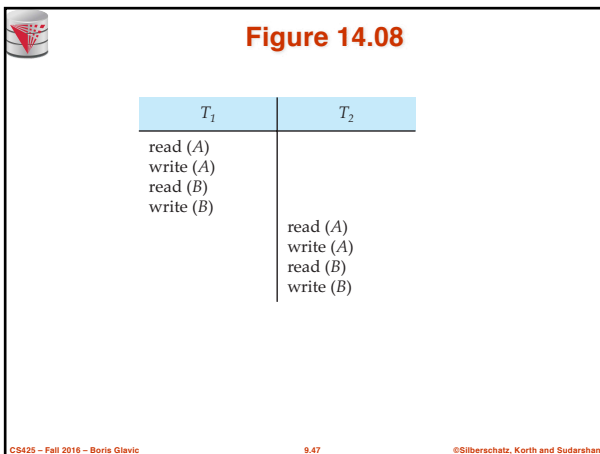 Figure 14.08
T1 T2
read (A)
write (A)
read (B)
write (B)
read (A)
write (A)
read (B)
write (B)
CS425 – Fall 2016 – Boris Glavic 9.47 ©Silberschatz, Korth and Sudarshan